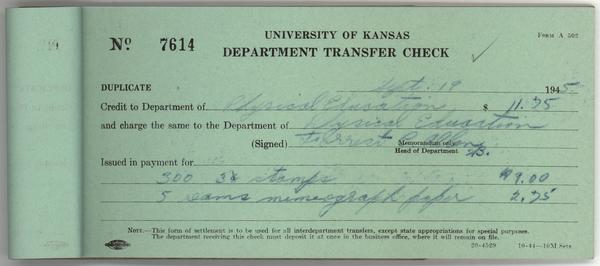 Nº 7614
UNIVERSITY OF KANSAS
DEPARTMENT TRANSFER CHECK
FORM A 502
DUPLICATE
Sept. 19 1945
Credit to Department of Physical Education $ 11.75
and charge the same to the Department of Physical Education
(Signed) Forrest C. Allen
Memorandum only
Head of Department
Issued in payment for
300 3¢ stamps $9.00
5 reams mimeograph paper 2.75
NOTE.—This form of settlement is to be used for all interdepartment transfers, except state appropriations for special purposes.
The department receiving this check must deposit it at once in the business office, where it will remain on file.
20-4529 10-44—10M Sets